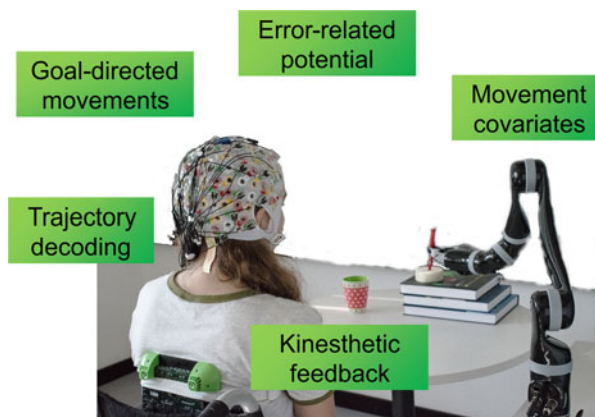 Error-related
potential
Goal-directed
movements
Movement
covariates
Trajectory
decoding
Kinesthetic
feedback